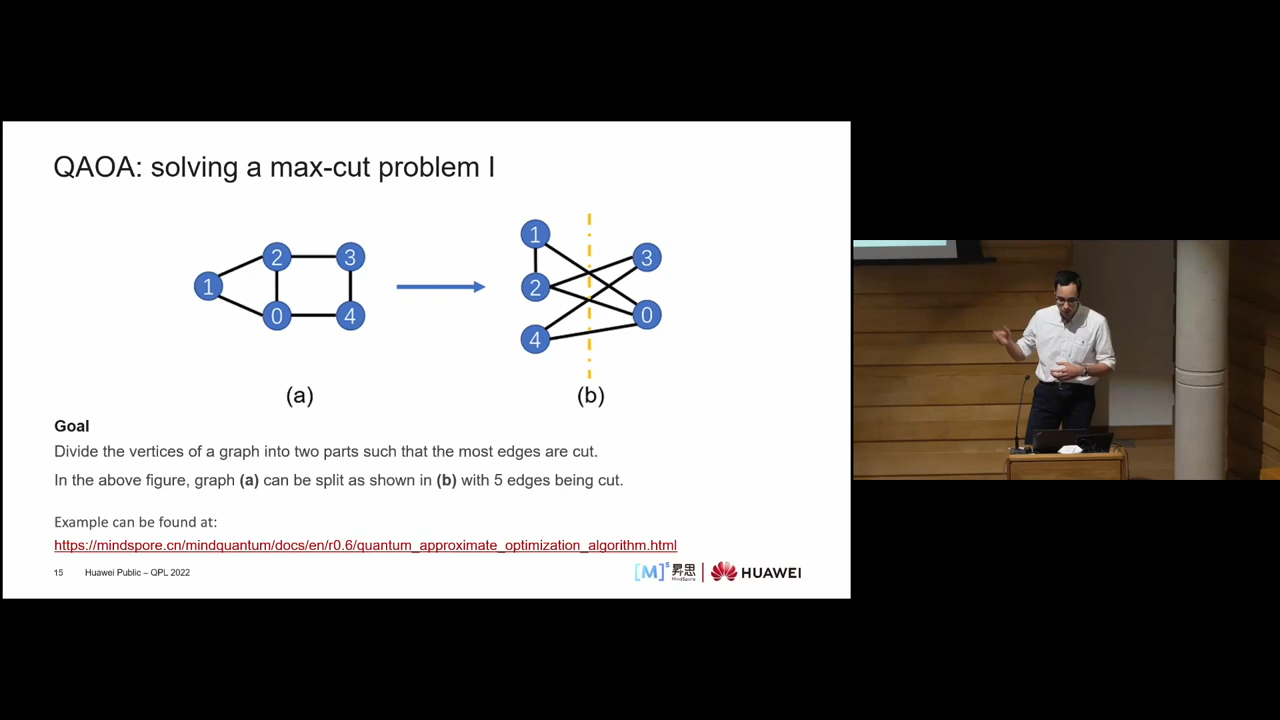 QAOA: solving a max-cut problem I
1
2
3
0
4
1
2
4
3
0
(a)
(b)
Goal
Divide the vertices of a graph into two parts such that the most edges are cut.
In the above figure, graph (a) can be split as shown in (b) with 5 edges being cut.
Example can be found at:
https://mindspore.cn/mindquantum/docs/en/r0.6/quantum_approximate_optimization_algorithm.html
15 Huawei Public – QPL 2022
[M]s 昇思 MindSpore
HUAWEI